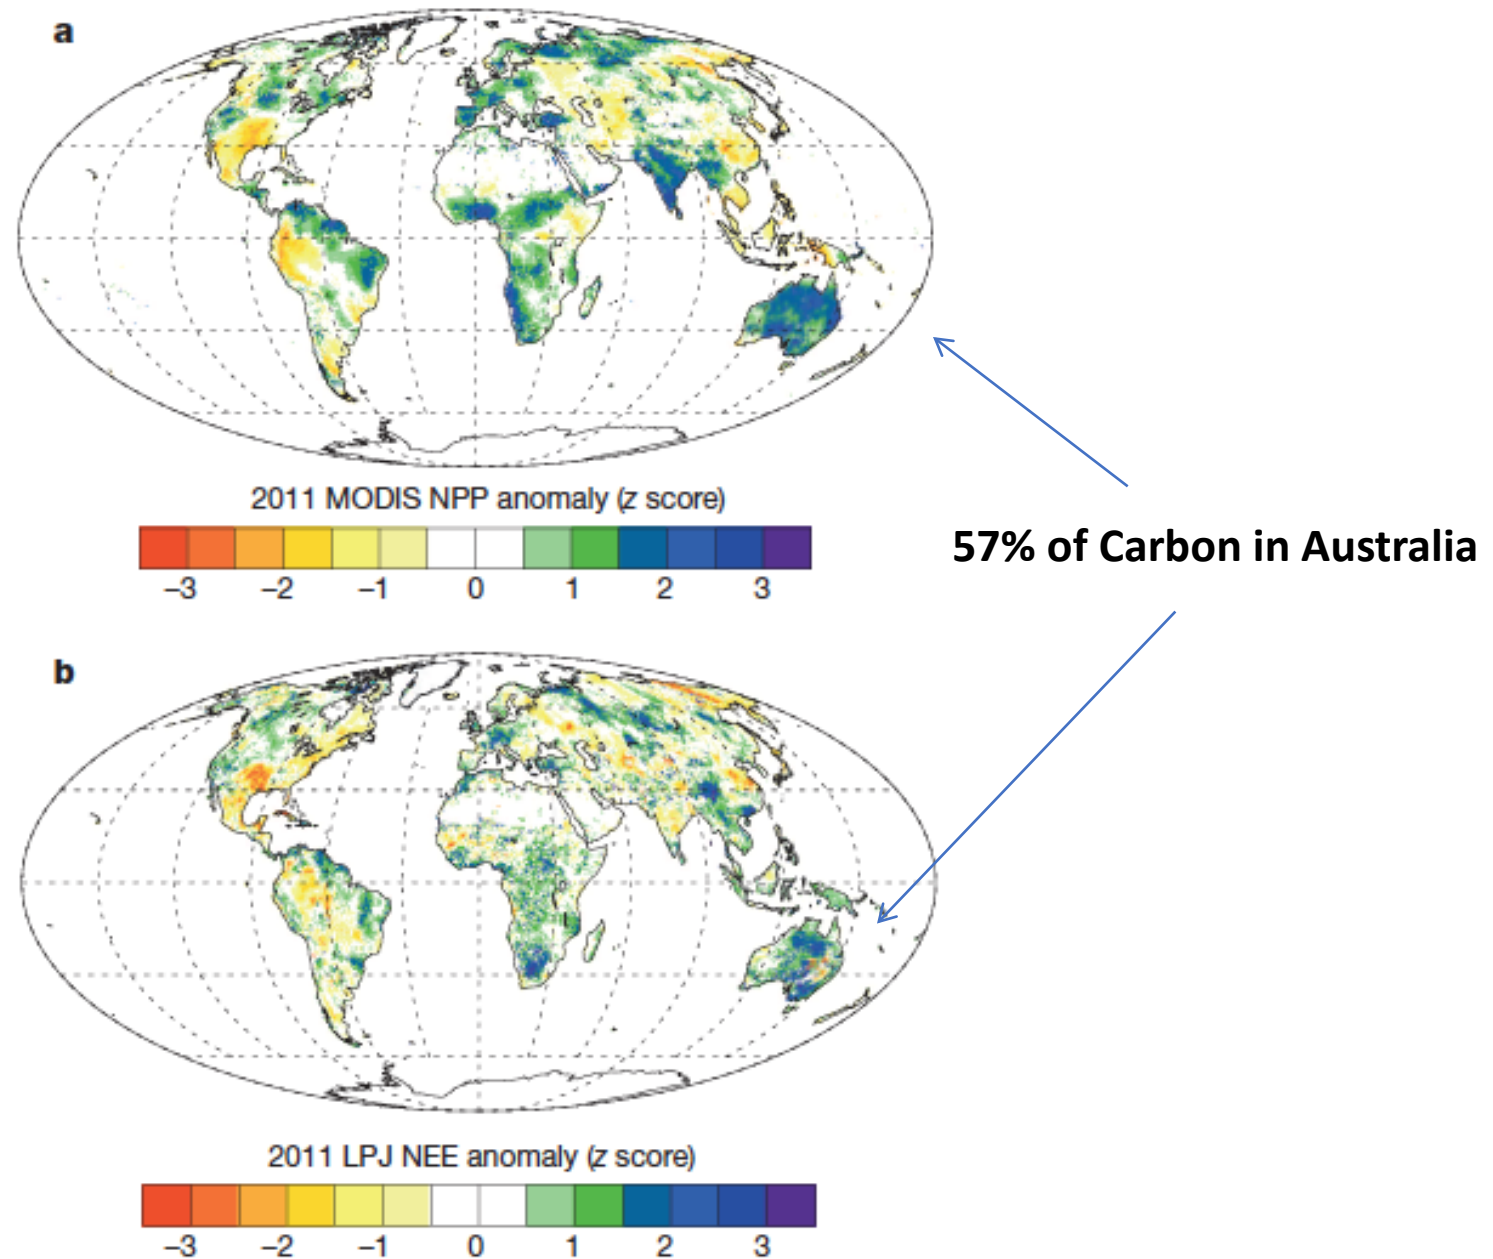 a
2011 MODIS NPP anomaly (z score)
−3 −2 −1 0 1 2 3
57% of Carbon in Australia
b
2011 LPJ NEE anomaly (z score)
−3 −2 −1 0 1 2 3